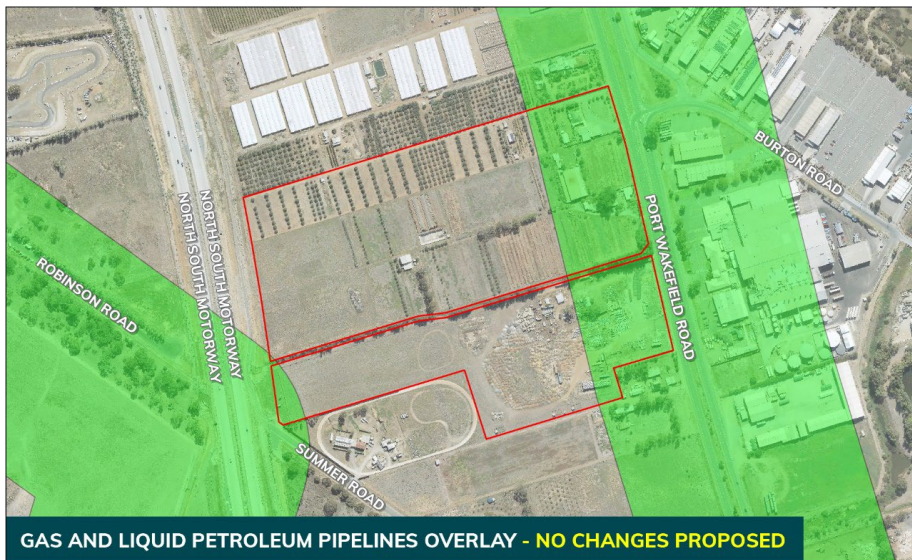 BURTON ROAD
NORTH SOUTH MOTORWAY
NORTH SOUTH MOTORWAY
PORT WAKEFIELD ROAD
ROBINSON ROAD
SUMMER ROAD
GAS AND LIQUID PETROLEUM PIPELINES OVERLAY - NO CHANGES PROPOSED